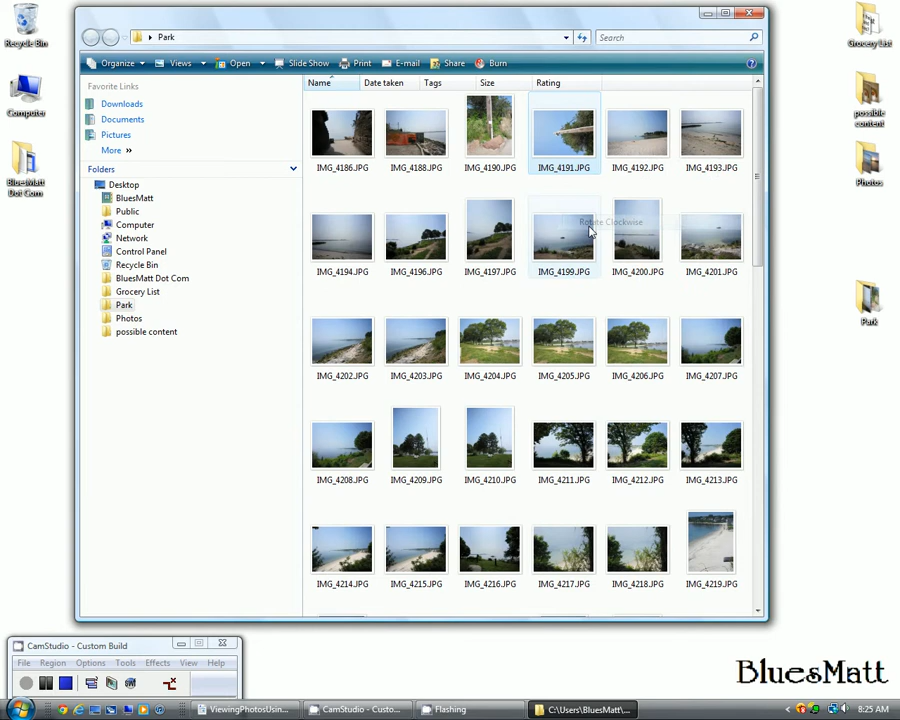 Recycle Bin
Computer
BluesMatt
Dot Com
Park
Search
Organize
Views
Open
Slide Show
Print
E-mail
Share
Burn
Favorite Links
Downloads
Documents
Pictures
More »
Folders
Desktop
BluesMatt
Public
Computer
Network
Control Panel
Recycle Bin
BluesMatt Dot Com
Grocery List
Park
Photos
possible content
Name
Date taken
Tags
Size
Rating
IMG_4186.JPG
IMG_4188.JPG
IMG_4190.JPG
IMG_4191.JPG
IMG_4192.JPG
IMG_4193.JPG
Rotate Clockwise
IMG_4194.JPG
IMG_4196.JPG
IMG_4197.JPG
IMG_4199.JPG
IMG_4200.JPG
IMG_4201.JPG
IMG_4202.JPG
IMG_4203.JPG
IMG_4204.JPG
IMG_4205.JPG
IMG_4206.JPG
IMG_4207.JPG
IMG_4208.JPG
IMG_4209.JPG
IMG_4210.JPG
IMG_4211.JPG
IMG_4212.JPG
IMG_4213.JPG
IMG_4214.JPG
IMG_4215.JPG
IMG_4216.JPG
IMG_4217.JPG
IMG_4218.JPG
IMG_4219.JPG
Grocery List
possible
content
Photos
Park
CamStudio - Custom Build
File
Region
Options
Tools
Effects
View
Help
BluesMatt
ViewingPhotosUsin...
CamStudio - Custo...
Flashing
C:\Users\BluesMatt\...
8:25 AM